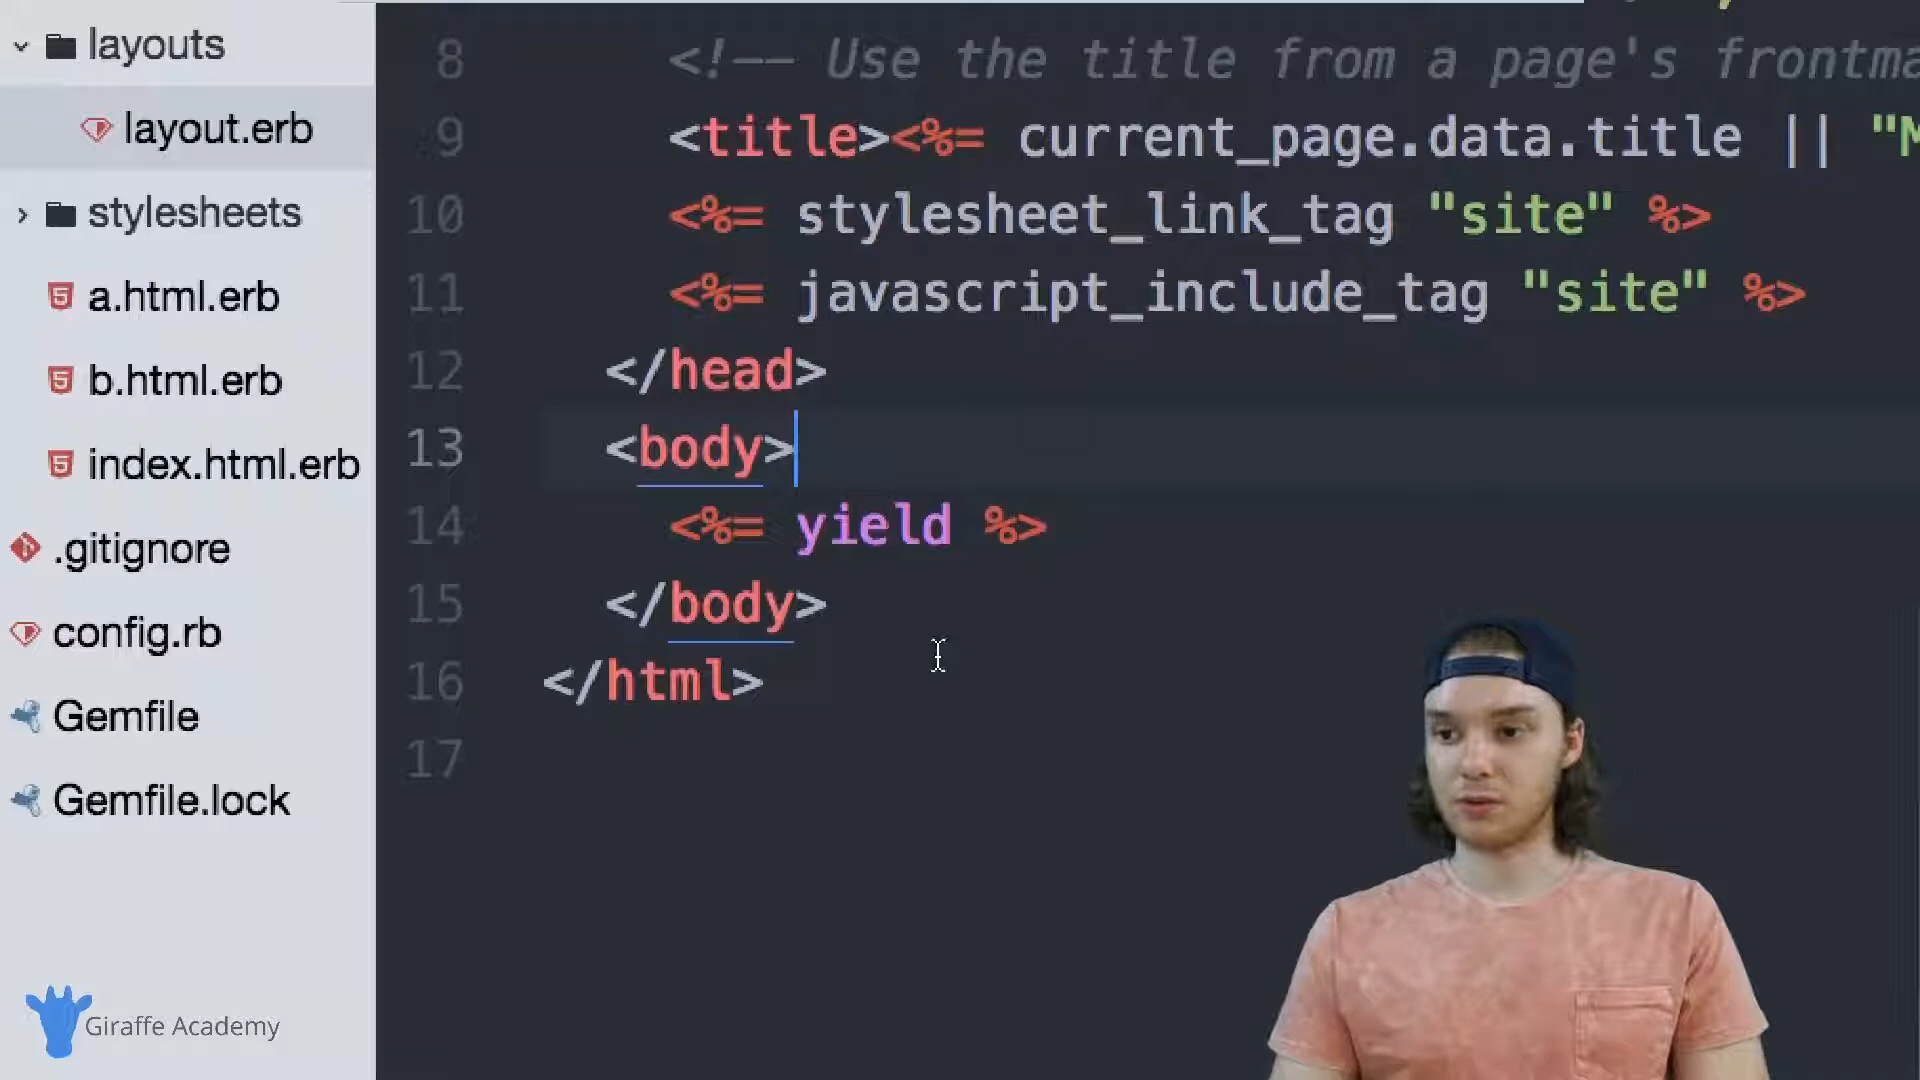 layouts
layout.erb
stylesheets
a.html.erb
b.html.erb
index.html.erb
.gitignore
config.rb
Gemfile
Gemfile.lock
Giraffe Academy
8 <!-- Use the title from a page's
9 <title><%= current_page.data.title || "M
10 <%= stylesheet_link_tag "site" %>
11 <%= javascript_include_tag "site" %>
12 </head>
13 <body>
14 <%= yield %>
15 </body>
16 </html>
17